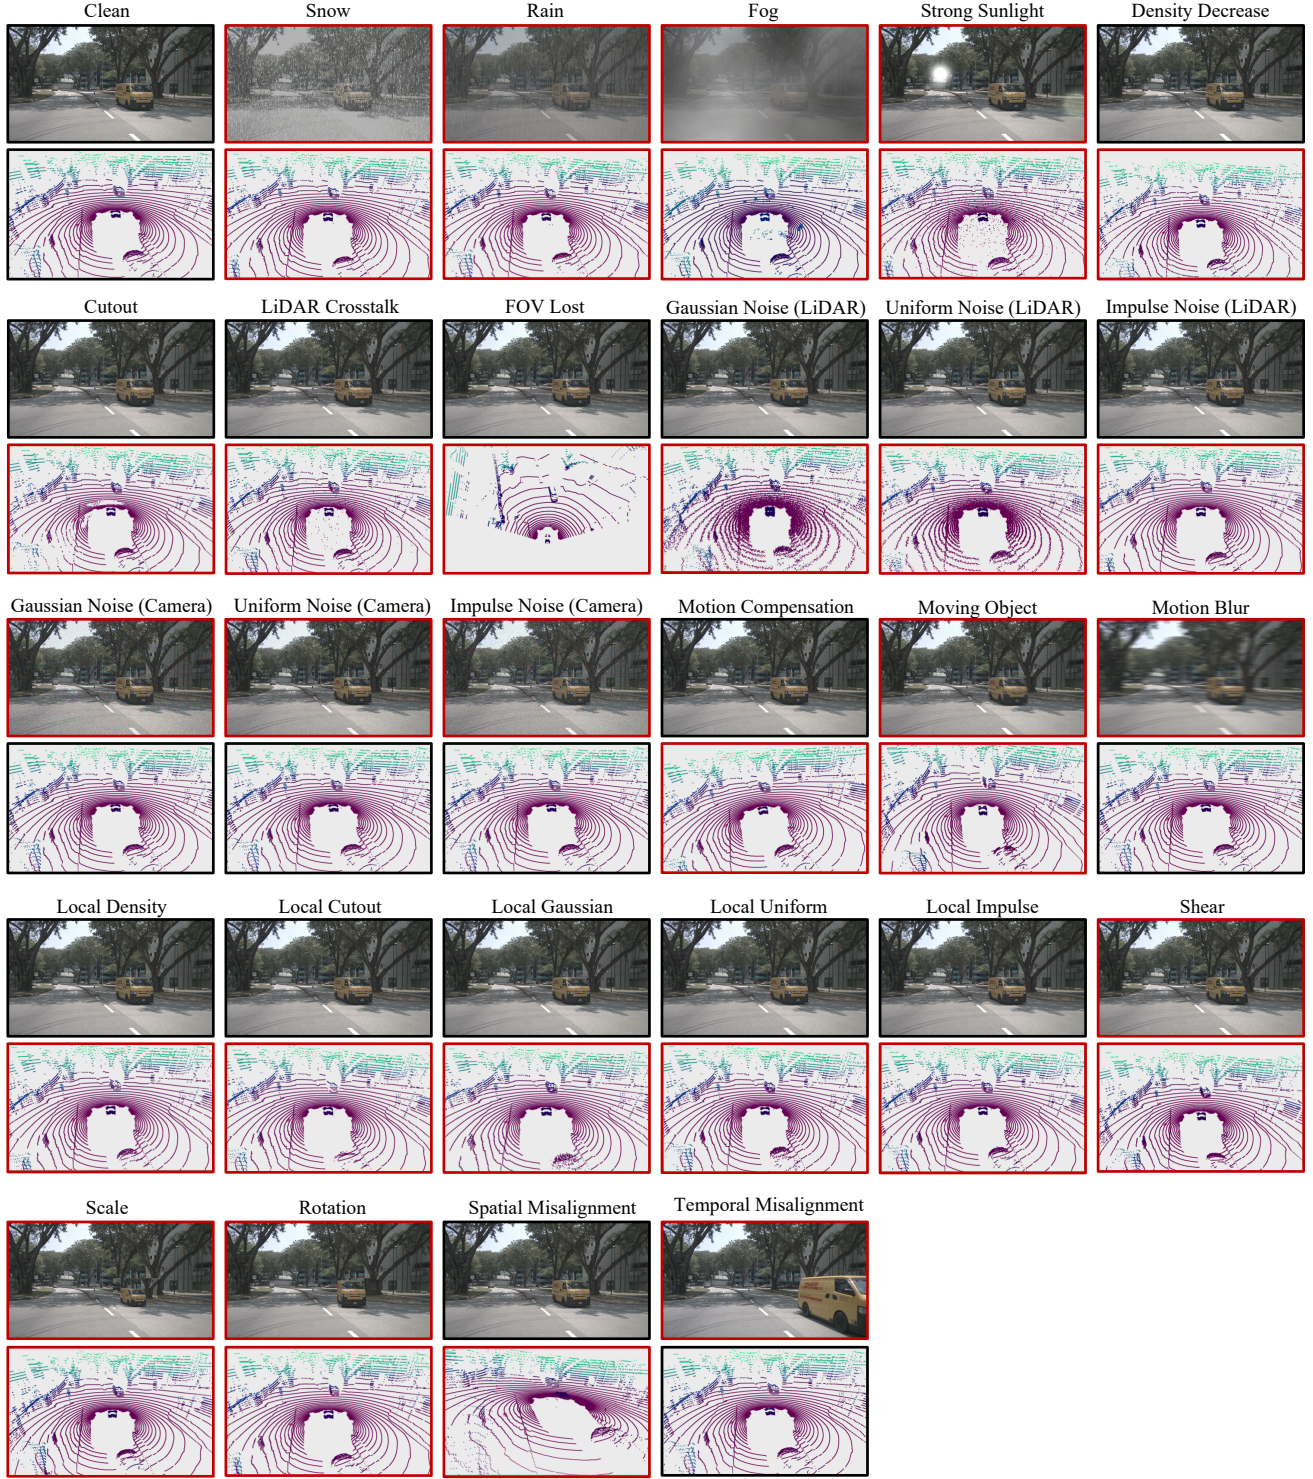 Clean Snow Rain Fog Strong Sunlight Density Decrease
Cutout LiDAR Crosstalk FOV Lost Gaussian Noise (LiDAR) Uniform Noise (LiDAR) Impulse Noise (LiDAR)
Gaussian Noise (Camera) Uniform Noise (Camera) Impulse Noise (Camera) Motion Compensation Moving Object Motion Blur
Local Density Local Cutout Local Gaussian Local Uniform Local Impulse Shear
Scale Rotation Spatial Misalignment Temporal Misalignment